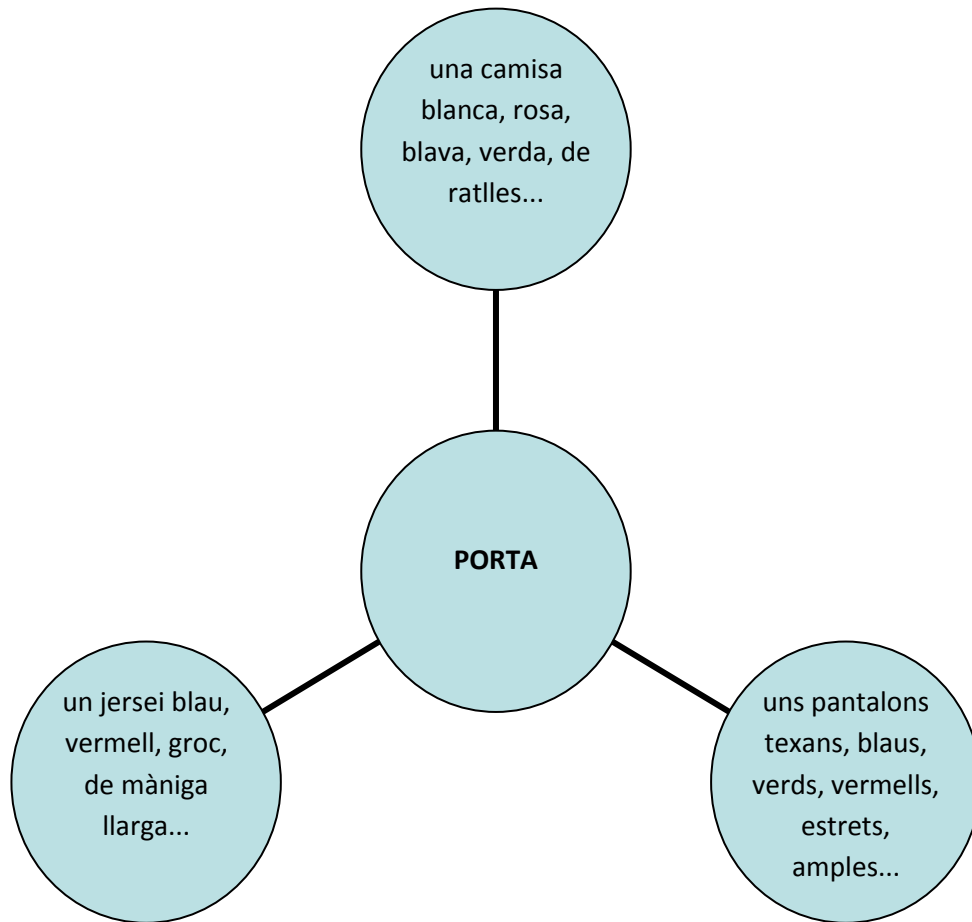 una camisa
blanca, rosa,
blava, verda, de
ratlles...
PORTA
un jersei blau,
vermell, groc,
de màniga
llarga...
uns pantalons
texans, blaus,
verds, vermells,
estrets,
amples...